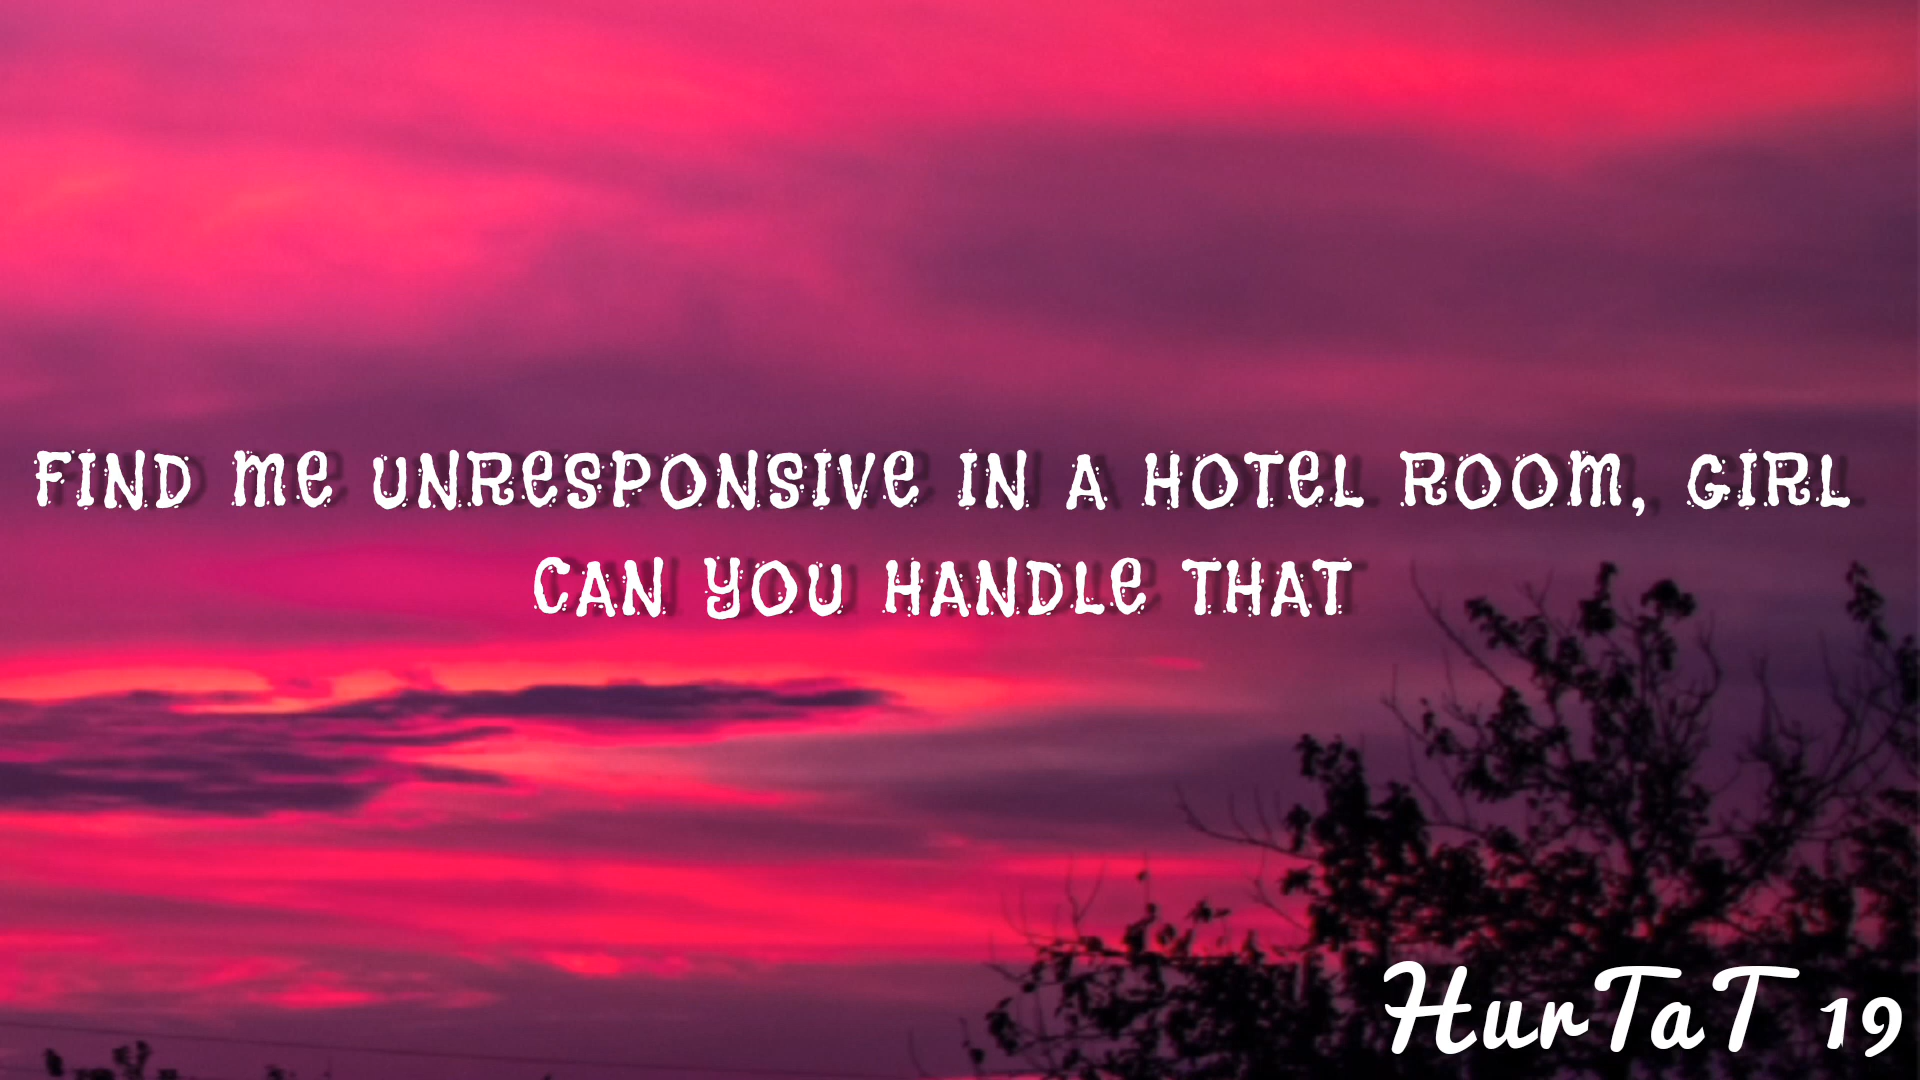 FIND ME UNRESPONSIVE IN A HOTEL ROOM, GIRL
CAN YOU HANDLE THAT
HurTaT 19